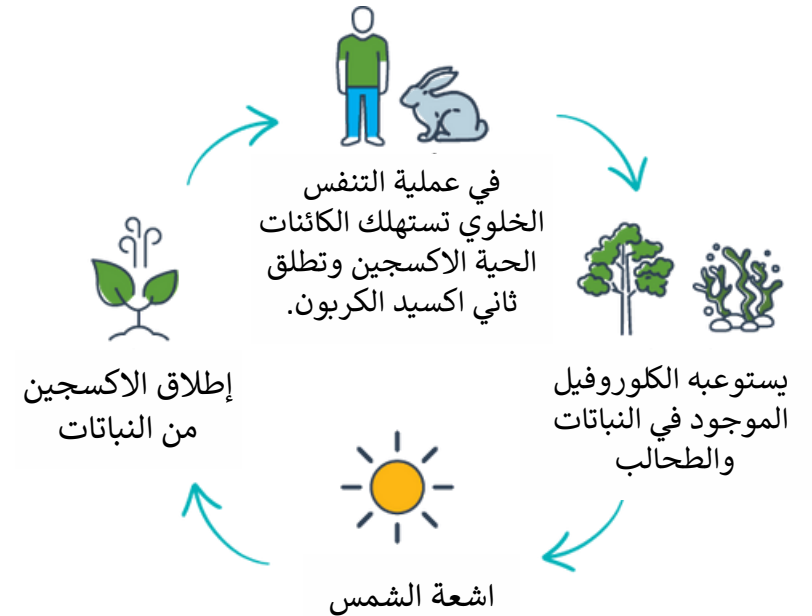 في عملية التنفس
الخلوي تستهلك الكائنات
الحية الاكسجين وتطلق
ثاني اكسيد الكربون.
يستوعبه الكلوروفيل
الموجود في النباتات
والطحالب
اشعة الشمس
إطلاق الاكسجين
من النباتات